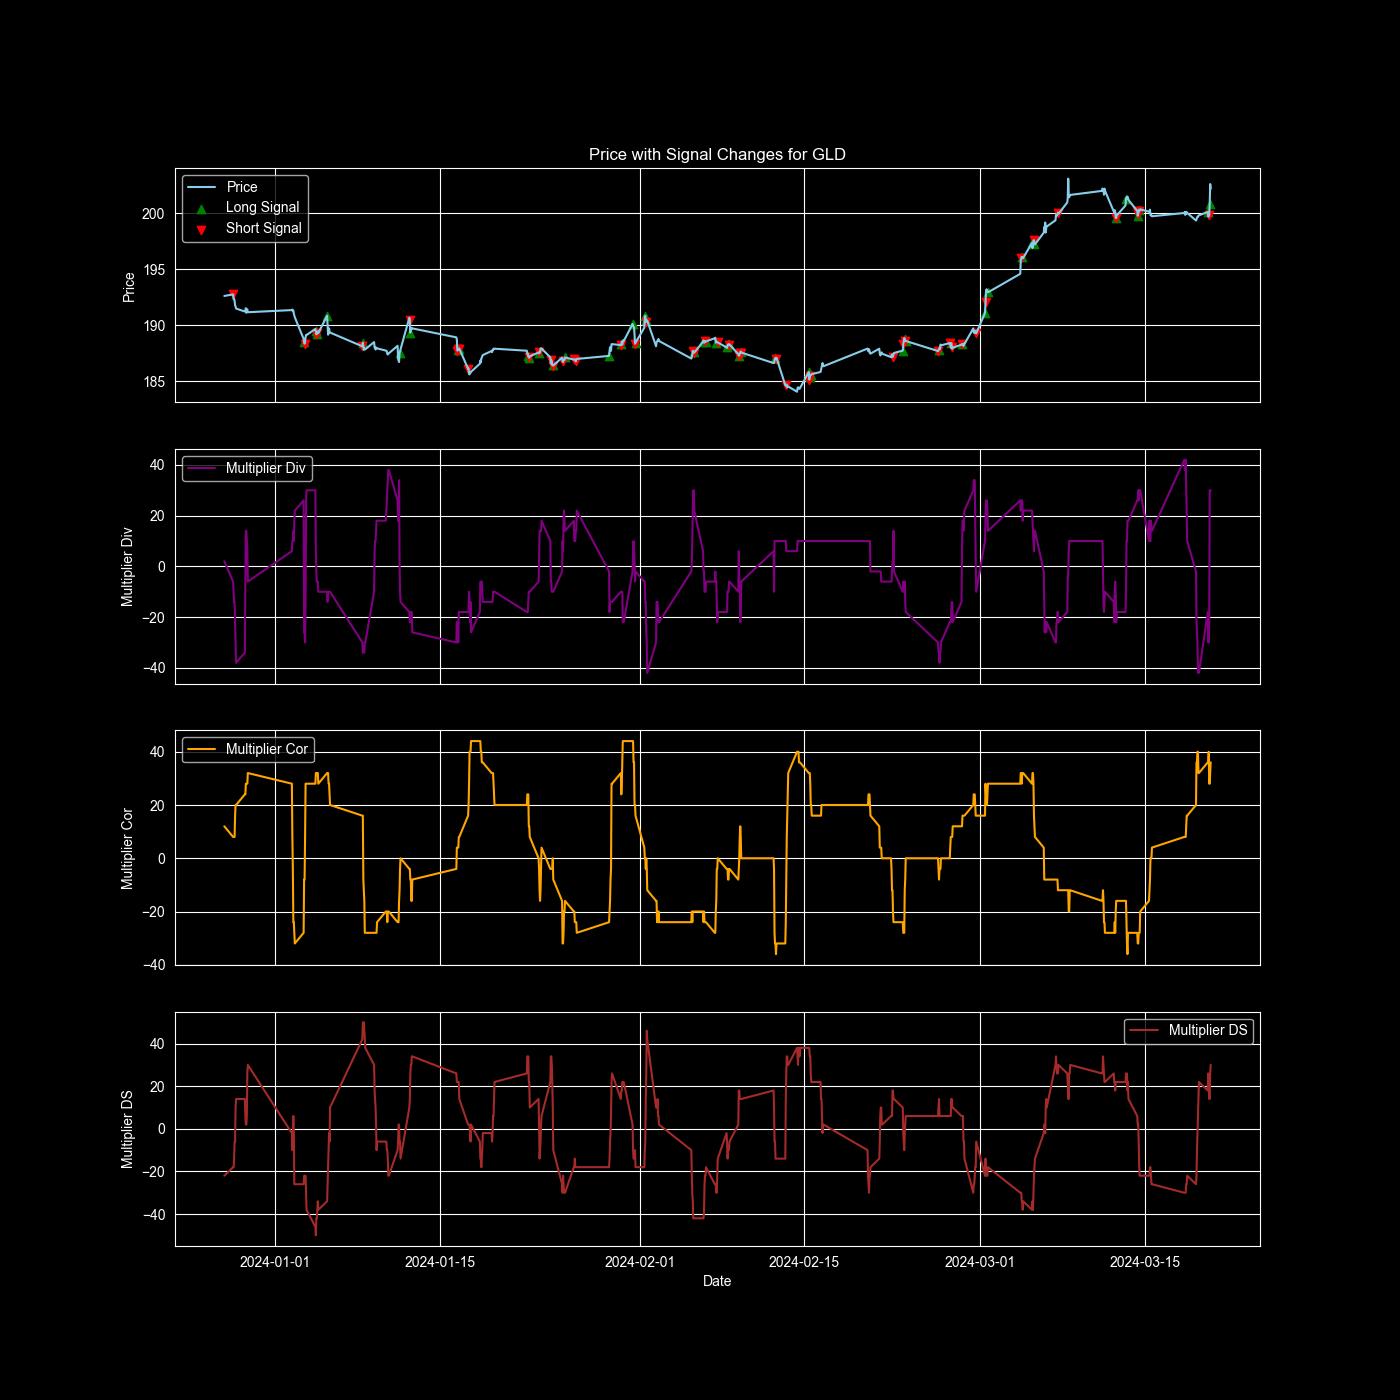 Price with Signal Changes for GLD
Price
Long Signal
Short Signal
200
195
190
185
Price
Multiplier Div
40
20
0
−20
−40
Multiplier Div
Multiplier Cor
40
20
0
−20
−40
Multiplier Cor
Multiplier DS
40
20
0
−20
−40
Multiplier DS
2024-01-01 2024-01-15 2024-02-01 2024-02-15 2024-03-01 2024-03-15
Date